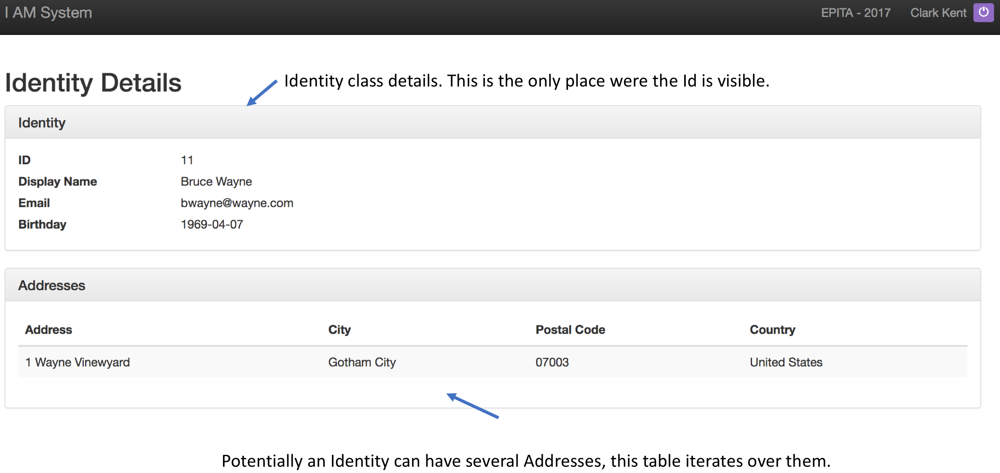 I AM System EPITA - 2017 Clark Kent
Identity Details
Identity class details. This is the only place were the Id is visible.
Identity
ID 11
Display Name Bruce Wayne
Email bwayne@wayne.com
Birthday 1969-04-07
Addresses
Address City Postal Code Country
1 Wayne Vinewyard Gotham City 07003 United States
Potentially an Identity can have several Addresses, this table iterates over them.